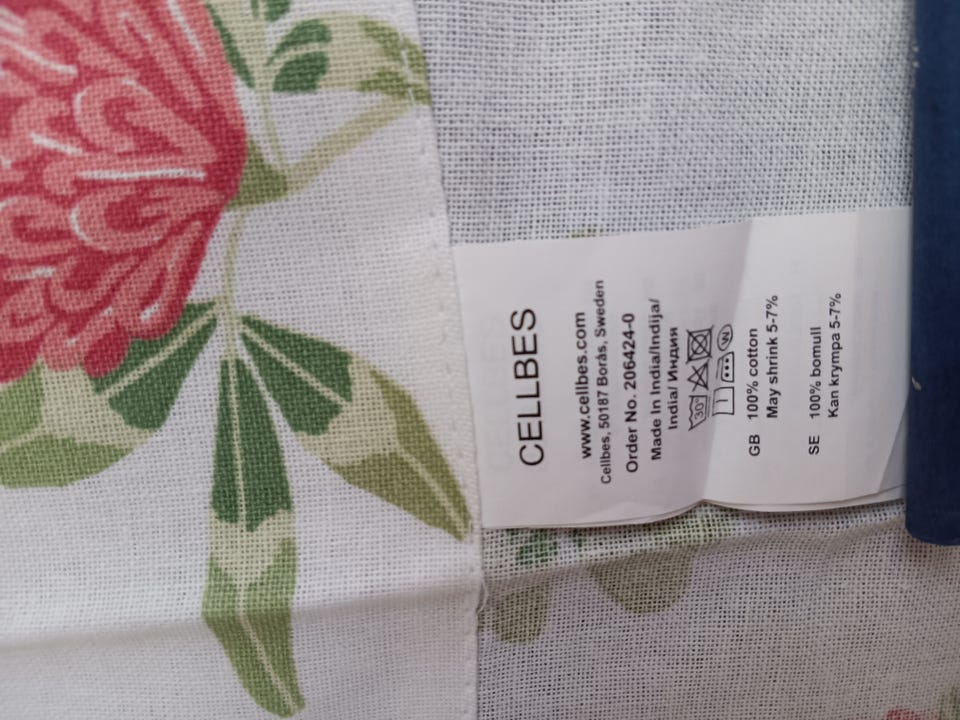 CELLBES
www.cellbes.com
Cellbes, 50187 Borås, Sweden
Order No. 206424-0
Made In India/Indija/
India/ Индия
30°
W
GB 100% cotton
May shrink 5-7%
SE 100% bomull
Kan krympa 5-7%